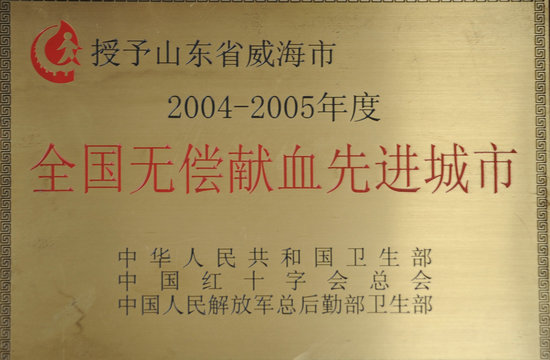 授予山东省威海市
2004-2005年度
全国无偿献血先进城市
中华人民共和国卫生部
中国红十字会总会
中国人民解放军总后勤部卫生部